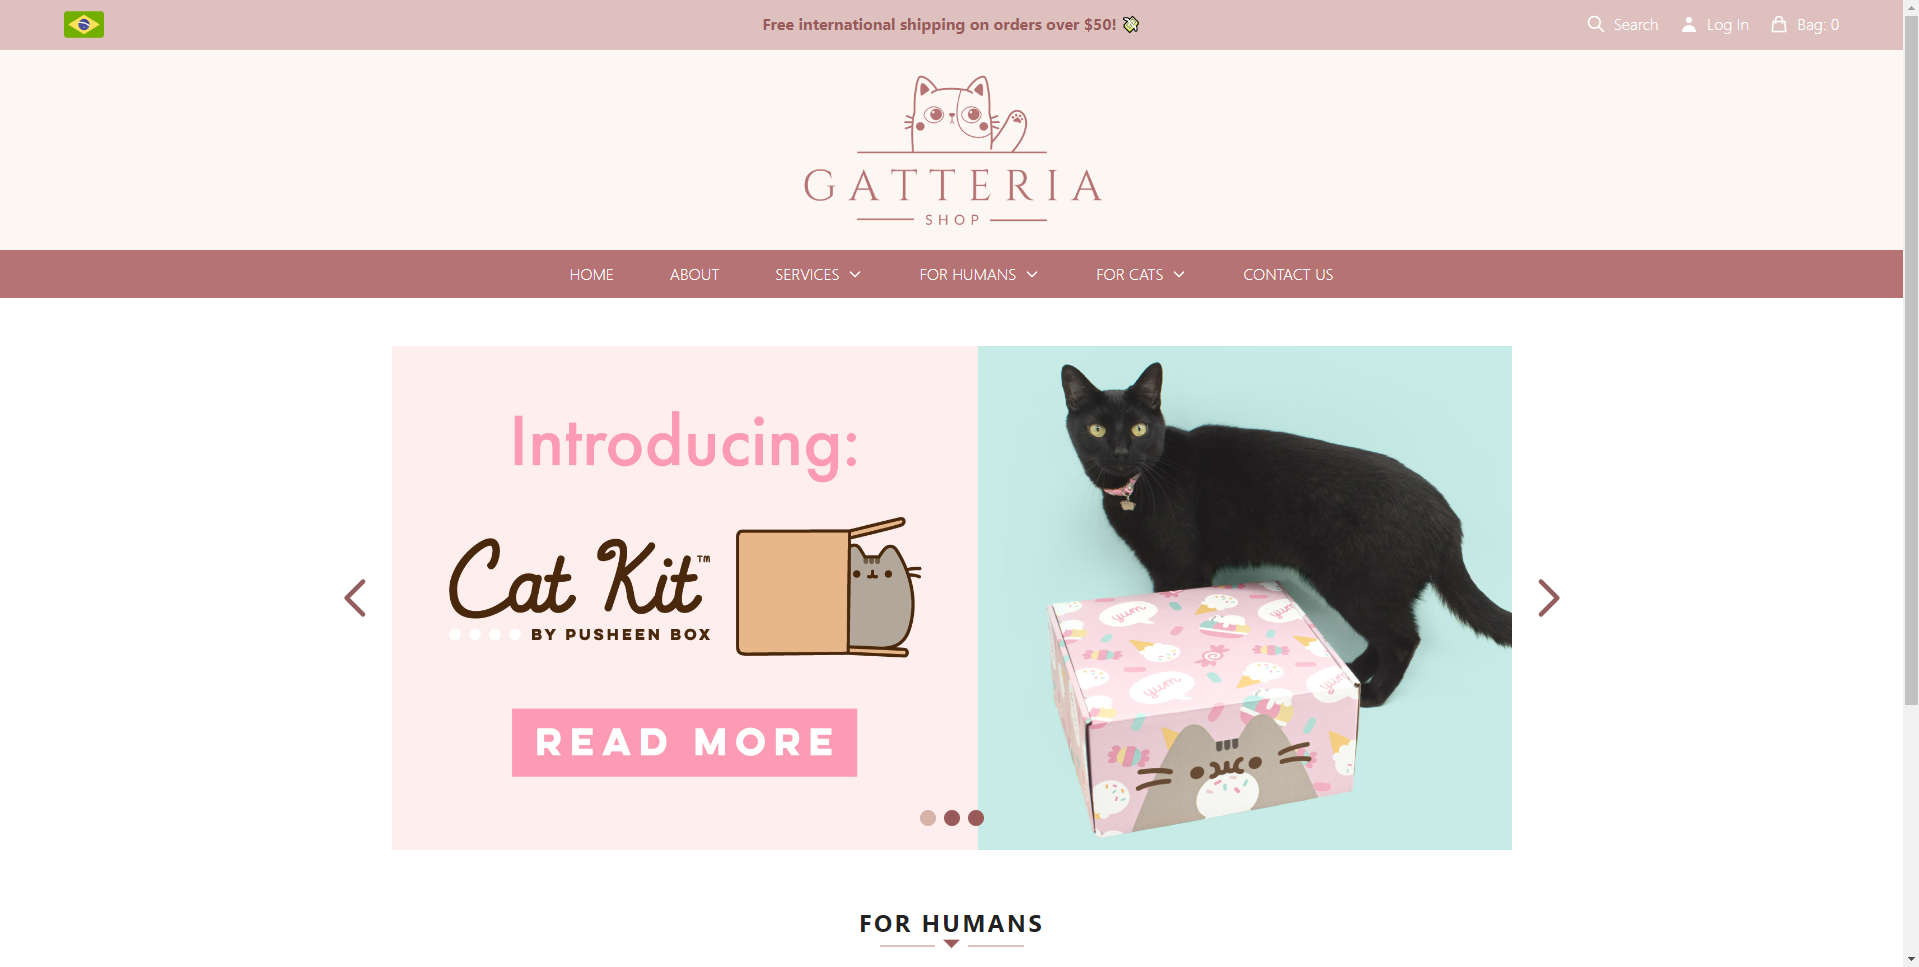 Free international shipping on orders over $50!
Search
Log In
Bag: 0
GATTERIA
SHOP
HOME
ABOUT
SERVICES
FOR HUMANS
FOR CATS
CONTACT US
Introducing:
Cat Kit™
BY PUSHEEN BOX
READ MORE
yum
yum
yum
FOR HUMANS